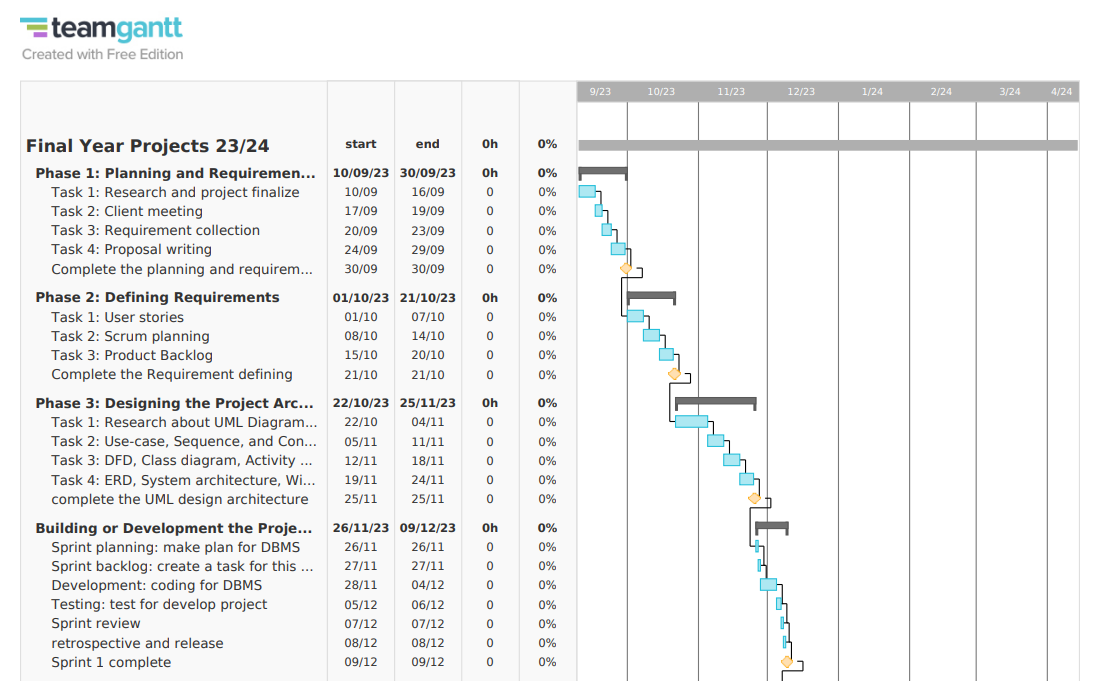 teamgantt
Created with Free Edition
9/23 10/23 11/23 12/23 1/24 2/24 3/24 4/24
Final Year Projects 23/24 start end 0h 0%
Phase 1: Planning and Requiremen... 10/09/23 30/09/23 0h 0%
Task 1: Research and project finalize 10/09 16/09 0 0%
Task 2: Client meeting 17/09 19/09 0 0%
Task 3: Requirement collection 20/09 23/09 0 0%
Task 4: Proposal writing 24/09 29/09 0 0%
Complete the planning and requirem... 30/09 30/09 0 0%
Phase 2: Defining Requirements 01/10/23 21/10/23 0h 0%
Task 1: User stories 01/10 07/10 0 0%
Task 2: Scrum planning 08/10 14/10 0 0%
Task 3: Product Backlog 15/10 20/10 0 0%
Complete the Requirement defining 21/10 21/10 0 0%
Phase 3: Designing the Project Arc... 22/10/23 25/11/23 0h 0%
Task 1: Research about UML Diagram... 22/10 04/11 0 0%
Task 2: Use-case, Sequence, and Con... 05/11 11/11 0 0%
Task 3: DFD, Class diagram, Activity ... 12/11 18/11 0 0%
Task 4: ERD, System architecture, Wi... 19/11 24/11 0 0%
complete the UML design architecture 25/11 25/11 0 0%
Building or Development the Proje... 26/11/23 09/12/23 0h 0%
Sprint planning: make plan for DBMS 26/11 26/11 0 0%
Sprint backlog: create a task for this ... 27/11 27/11 0 0%
Development: coding for DBMS 28/11 04/12 0 0%
Testing: test for develop project 05/12 06/12 0 0%
Sprint review 07/12 07/12 0 0%
retrospective and release 08/12 08/12 0 0%
Sprint 1 complete 09/12 09/12 0 0%